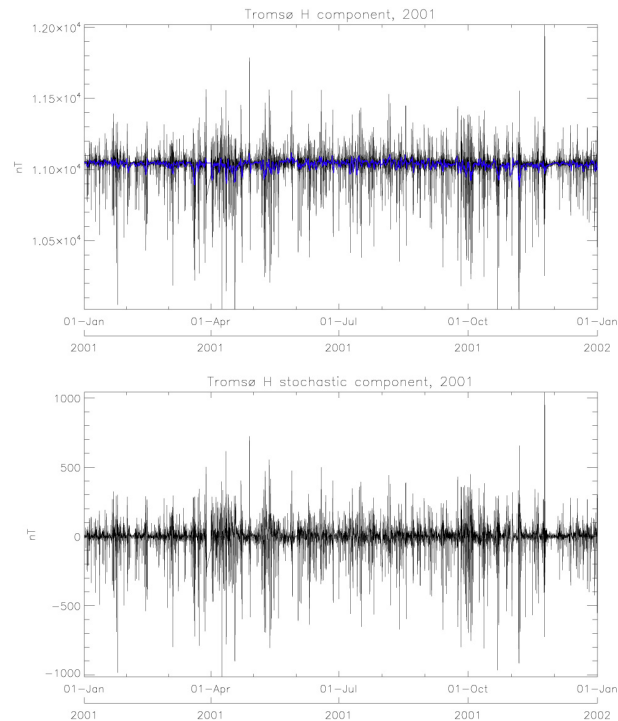 Tromsø H component, 2001
1.20×10⁴
1.15×10⁴
1.10×10⁴
1.05×10⁴
nT
01-Jan 01-Apr 01-Jul 01-Oct 01-Jan
2001 2001 2001 2001 2002
Tromsø H stochastic component, 2001
1000
500
0
-500
-1000
nT
01-Jan 01-Apr 01-Jul 01-Oct 01-Jan
2001 2001 2001 2001 2002